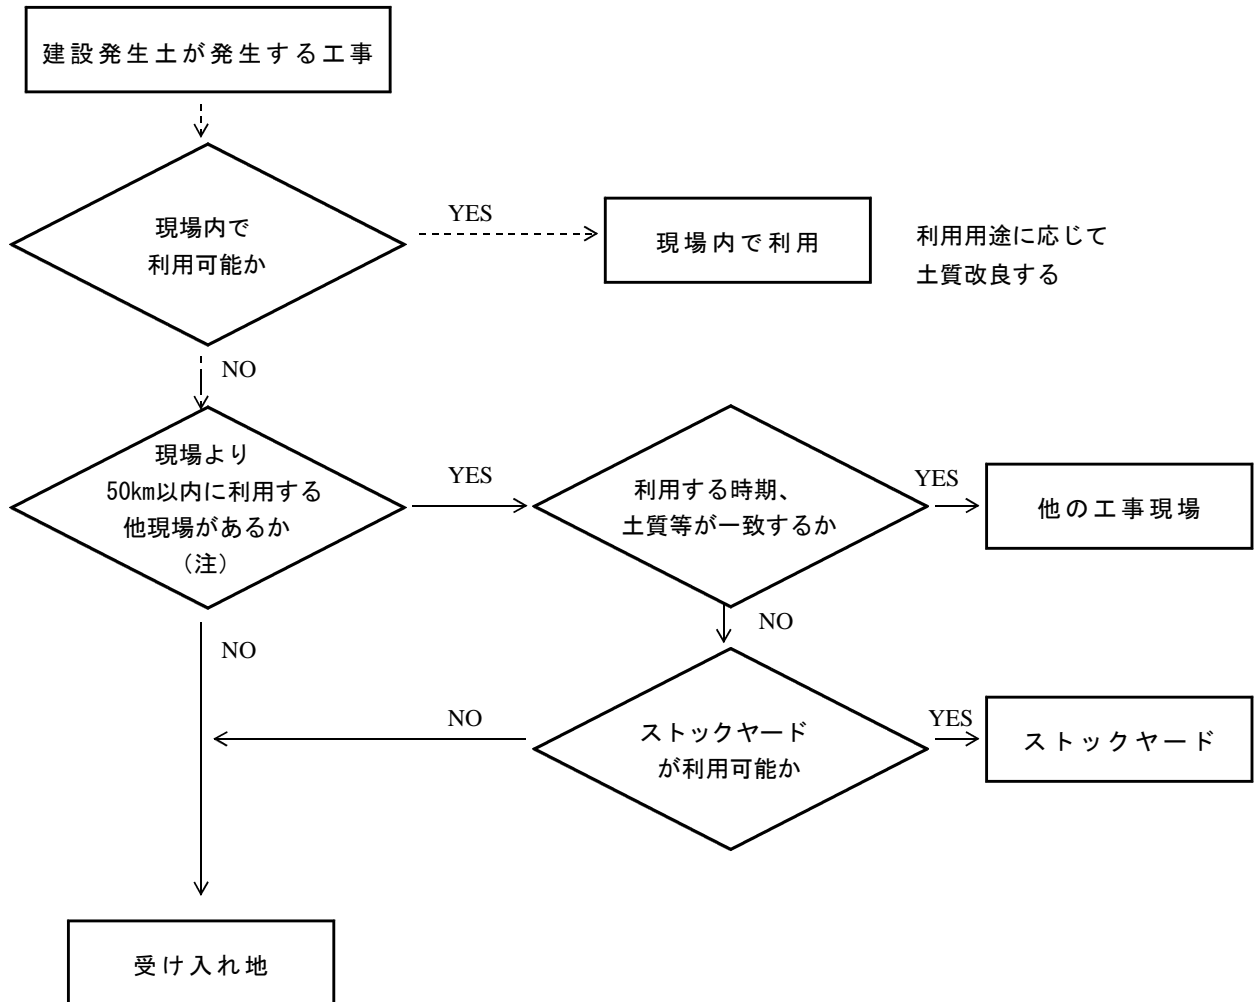 建設発生土が発生する工事
現場内で
利用可能か
YES
現場内で利用
利用用途に応じて
土質改良する
NO
現場より
50km以内に利用する
他現場があるか
（注）
YES
利用する時期、
土質等が一致するか
YES
他の工事現場
NO
NO
ストックヤード
が利用可能か
YES
ストックヤード
NO
受け入れ地